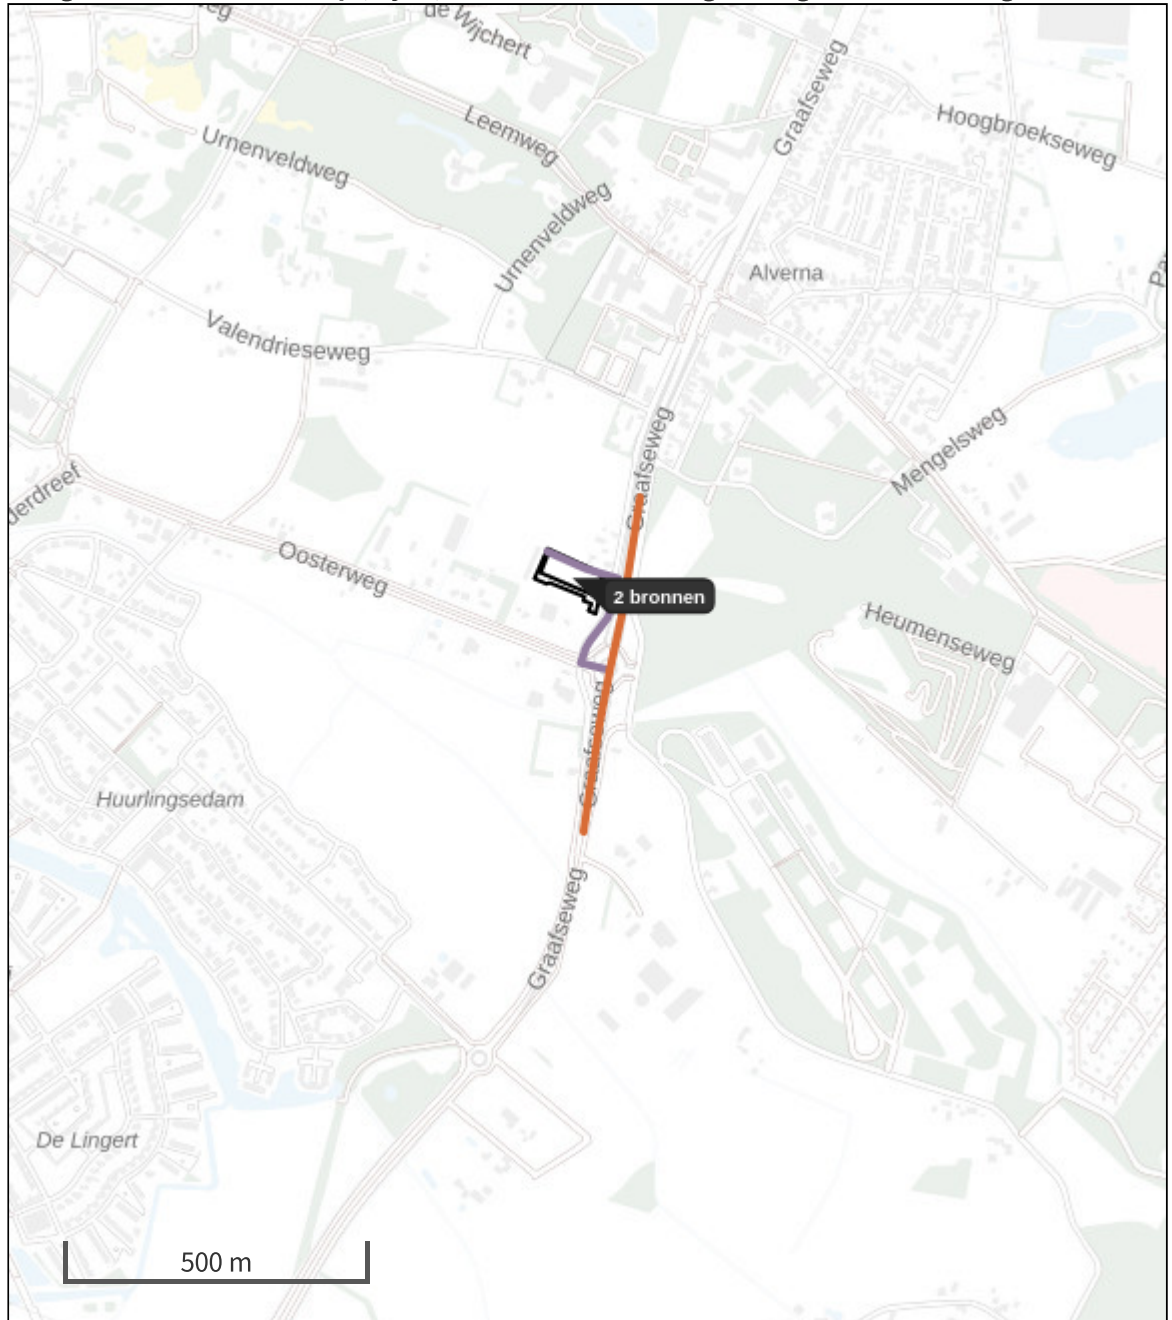 de Wijchert
Graafseweg
Hoogbroekseweg
Leemweg
Urnenveldweg
Urnenveldweg
Alverna
Valendrieseweg
Graafseweg
Mengelsweg
derdreef
Oosterweg
2 bronnen
Heumenseweg
Graafseweg
Huurlingsedam
Graafseweg
De Lingert
500 m